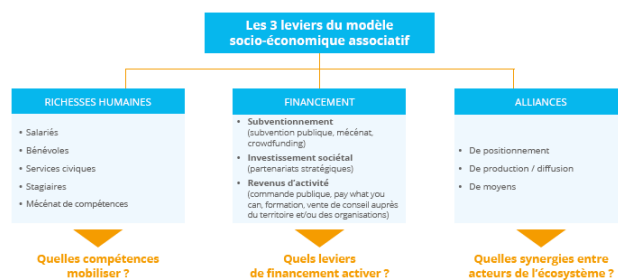 Les 3 leviers du modèle
socio-économique associatif
RICHESSES HUMAINES
• Salariés
• Bénévoles
• Services civiques
• Stagiaires
• Mécénat de compétences
Quelles compétences
mobiliser ?
FINANCEMENT
• Subventionnement
(subvention publique, mécénat,
crowdfunding)
• Investissement sociétal
(partenariats stratégiques)
• Revenus d'activité
(commande publique, pay what you
can, formation, vente de conseil auprès
du territoire et/ou des organisations)
Quels leviers
de financement activer ?
ALLIANCES
• De positionnement
• De production / diffusion
• De moyens
Quelles synergies entre
acteurs de l'écosystème ?